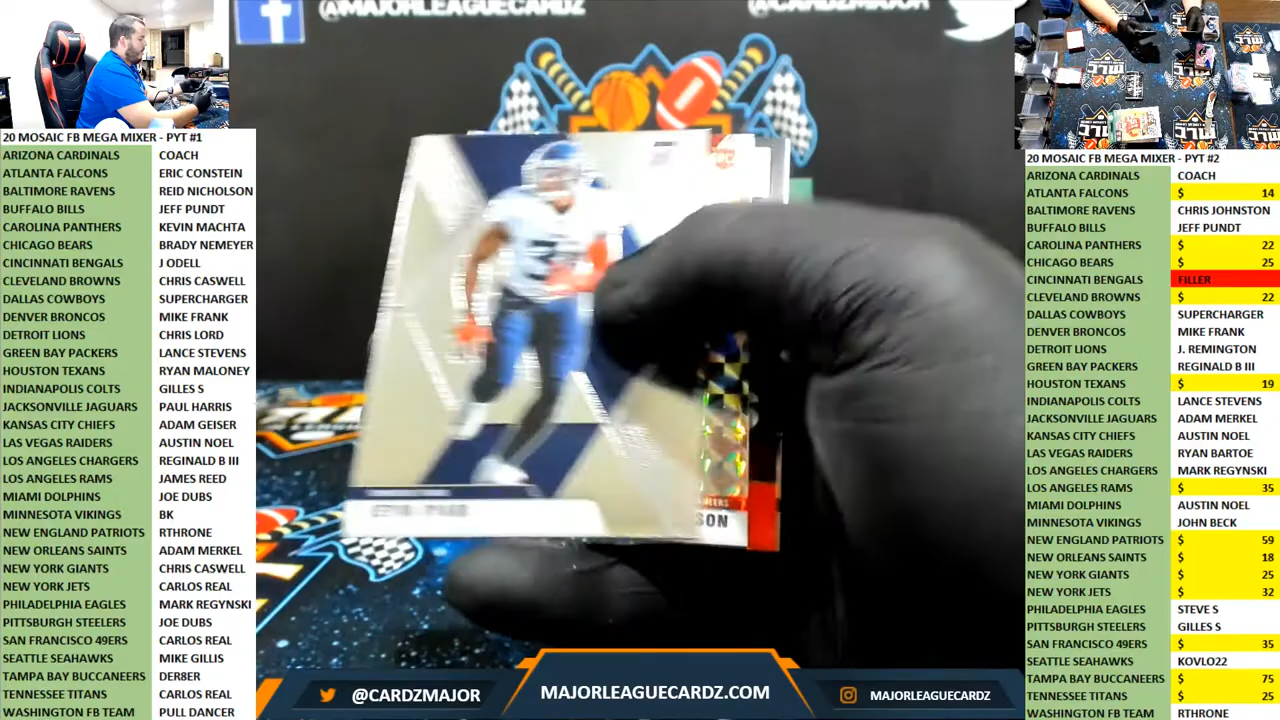 @MAJORLEAGUECARDZ
@CARDZMAJOR
20 MOSAIC FB MEGA MIXER - PYT #1
ARIZONA CARDINALS COACH
ATLANTA FALCONS ERIC CONSTEIN
BALTIMORE RAVENS REID NICHOLSON
BUFFALO BILLS JEFF PUNDT
CAROLINA PANTHERS KEVIN MACHTA
CHICAGO BEARS BRADY NEMEYER
CINCINNATI BENGALS J ODELL
CLEVELAND BROWNS CHRIS CASWELL
DALLAS COWBOYS SUPERCHARGER
DENVER BRONCOS MIKE FRANK
DETROIT LIONS CHRIS LORD
GREEN BAY PACKERS LANCE STEVENS
HOUSTON TEXANS RYAN MALONEY
INDIANAPOLIS COLTS GILLES S
JACKSONVILLE JAGUARS PAUL HARRIS
KANSAS CITY CHIEFS ADAM GEISER
LAS VEGAS RAIDERS AUSTIN NOEL
LOS ANGELES CHARGERS REGINALD B III
LOS ANGELES RAMS JAMES REED
MIAMI DOLPHINS JOE DUBS
MINNESOTA VIKINGS BK
NEW ENGLAND PATRIOTS RTHRONE
NEW ORLEANS SAINTS ADAM MERKEL
NEW YORK GIANTS CHRIS CASWELL
NEW YORK JETS CARLOS REAL
PHILADELPHIA EAGLES MARK REGYNSKI
PITTSBURGH STEELERS JOE DUBS
SAN FRANCISCO 49ERS CARLOS REAL
SEATTLE SEAHAWKS MIKE GILLIS
TAMPA BAY BUCCANEERS DER8ER
TENNESSEE TITANS CARLOS REAL
WASHINGTON FB TEAM PULL DANCER
SON
@CARDZMAJOR
MAJORLEAGUECARDZ.COM
MAJORLEAGUECARDZ
20 MOSAIC FB MEGA MIXER - PYT #2
ARIZONA CARDINALS COACH
ATLANTA FALCONS $ 14
BALTIMORE RAVENS CHRIS JOHNSTON
BUFFALO BILLS JEFF PUNDT
CAROLINA PANTHERS $ 22
CHICAGO BEARS $ 25
CINCINNATI BENGALS FILLER
CLEVELAND BROWNS $ 22
DALLAS COWBOYS SUPERCHARGER
DENVER BRONCOS MIKE FRANK
DETROIT LIONS J. REMINGTON
GREEN BAY PACKERS REGINALD B III
HOUSTON TEXANS $ 19
INDIANAPOLIS COLTS LANCE STEVENS
JACKSONVILLE JAGUARS ADAM MERKEL
KANSAS CITY CHIEFS AUSTIN NOEL
LAS VEGAS RAIDERS RYAN BARTOE
LOS ANGELES CHARGERS MARK REGYNSKI
LOS ANGELES RAMS $ 35
MIAMI DOLPHINS AUSTIN NOEL
MINNESOTA VIKINGS JOHN BECK
NEW ENGLAND PATRIOTS $ 59
NEW ORLEANS SAINTS $ 18
NEW YORK GIANTS $ 25
NEW YORK JETS $ 32
PHILADELPHIA EAGLES STEVE S
PITTSBURGH STEELERS GILLES S
SAN FRANCISCO 49ERS $ 35
SEATTLE SEAHAWKS KOVLO22
TAMPA BAY BUCCANEERS $ 75
TENNESSEE TITANS $ 25
WASHINGTON FB TEAM RTHRONE